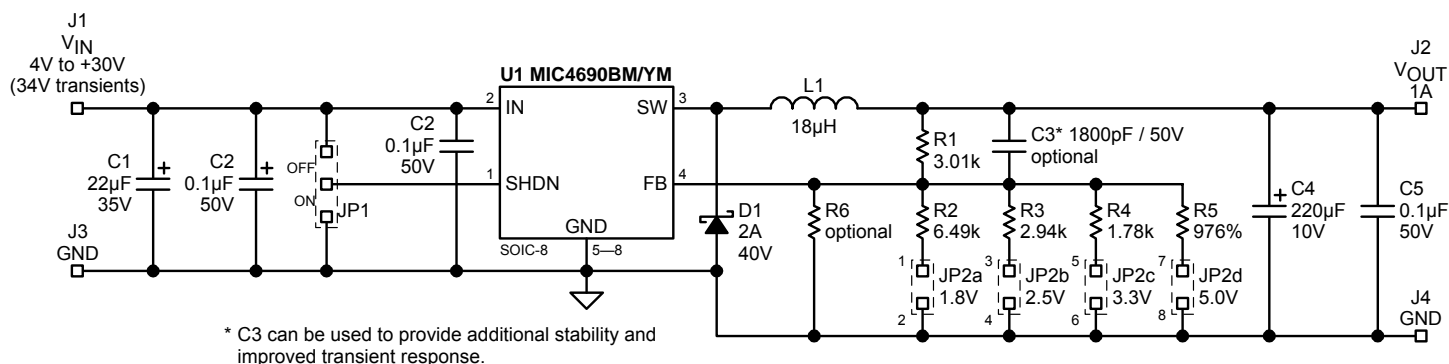 J1
VIN
4V to +30V
(34V transients)
C1
22µF
35V
C2
0.1µF
50V
OFF
ON
JP1
C2
0.1µF
50V
J3
GND
U1 MIC4690BM/YM
2
IN
SW
3
1
SHDN
FB
4
GND
SOIC-8
5—8
D1
2A
40V
L1
18µH
R1
3.01k
C3* 1800pF / 50V
optional
R6
optional
R2
6.49k
R3
2.94k
R4
1.78k
R5
976%
1
JP2a
1.8V
2
3
JP2b
2.5V
4
5
JP2c
3.3V
6
7
JP2d
5.0V
8
C4
220µF
10V
C5
0.1µF
50V
J2
VOUT
1A
J4
GND
* C3 can be used to provide additional stability and
improved transient response.